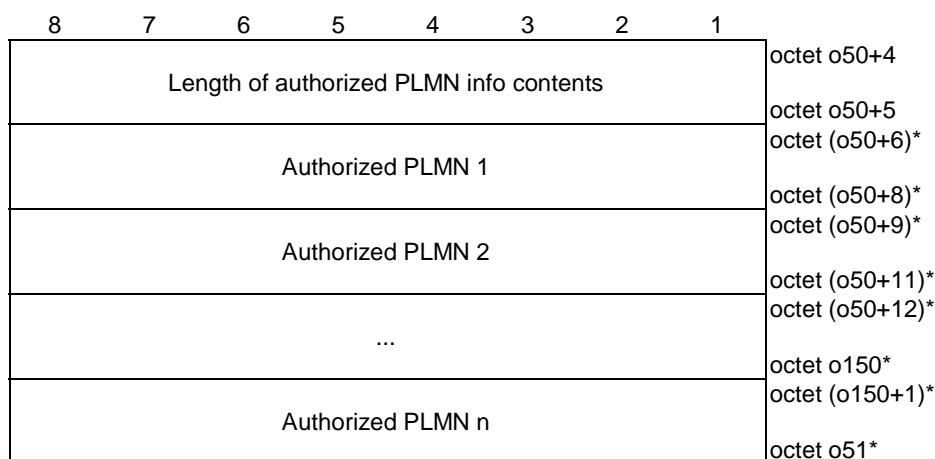 8 7 6 5 4 3 2 1
octet o50+4
Length of authorized PLMN info contents
octet o50+5
octet (o50+6)*
Authorized PLMN 1
octet (o50+8)*
octet (o50+9)*
Authorized PLMN 2
octet (o50+11)*
octet (o50+12)*
...
octet o150*
octet (o150+1)*
Authorized PLMN n
octet o51*